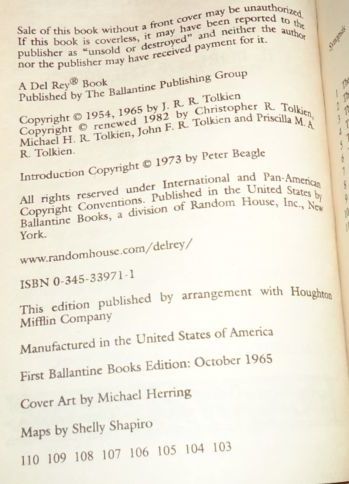 Sale of this book without a front cover may be unauthorized.
If this book is coverless, it may have been reported to the
publisher as "unsold or destroyed" and neither the author
nor the publisher may have received payment for it.
A Del Rey® Book
Published by The Ballantine Publishing Group
Copyright © 1954, 1965 by J. R. R. Tolkien
Copyright © renewed 1982 by Christopher R. Tolkien,
Michael H. R. Tolkien, John F. R. Tolkien and Priscilla M. A.
R. Tolkien.
Introduction Copyright © 1973 by Peter Beagle
All rights reserved under International and Pan-American
Copyright Conventions. Published in the United States by
Ballantine Books, a division of Random House, Inc., New
York.
www.randomhouse.com/delrey/
ISBN 0-345-33971-1
This edition published by arrangement with Houghton
Mifflin Company
Manufactured in the United States of America
First Ballantine Books Edition: October 1965
Cover Art by Michael Herring
Maps by Shelly Shapiro
110 109 108 107 106 105 104 103
Synopsis